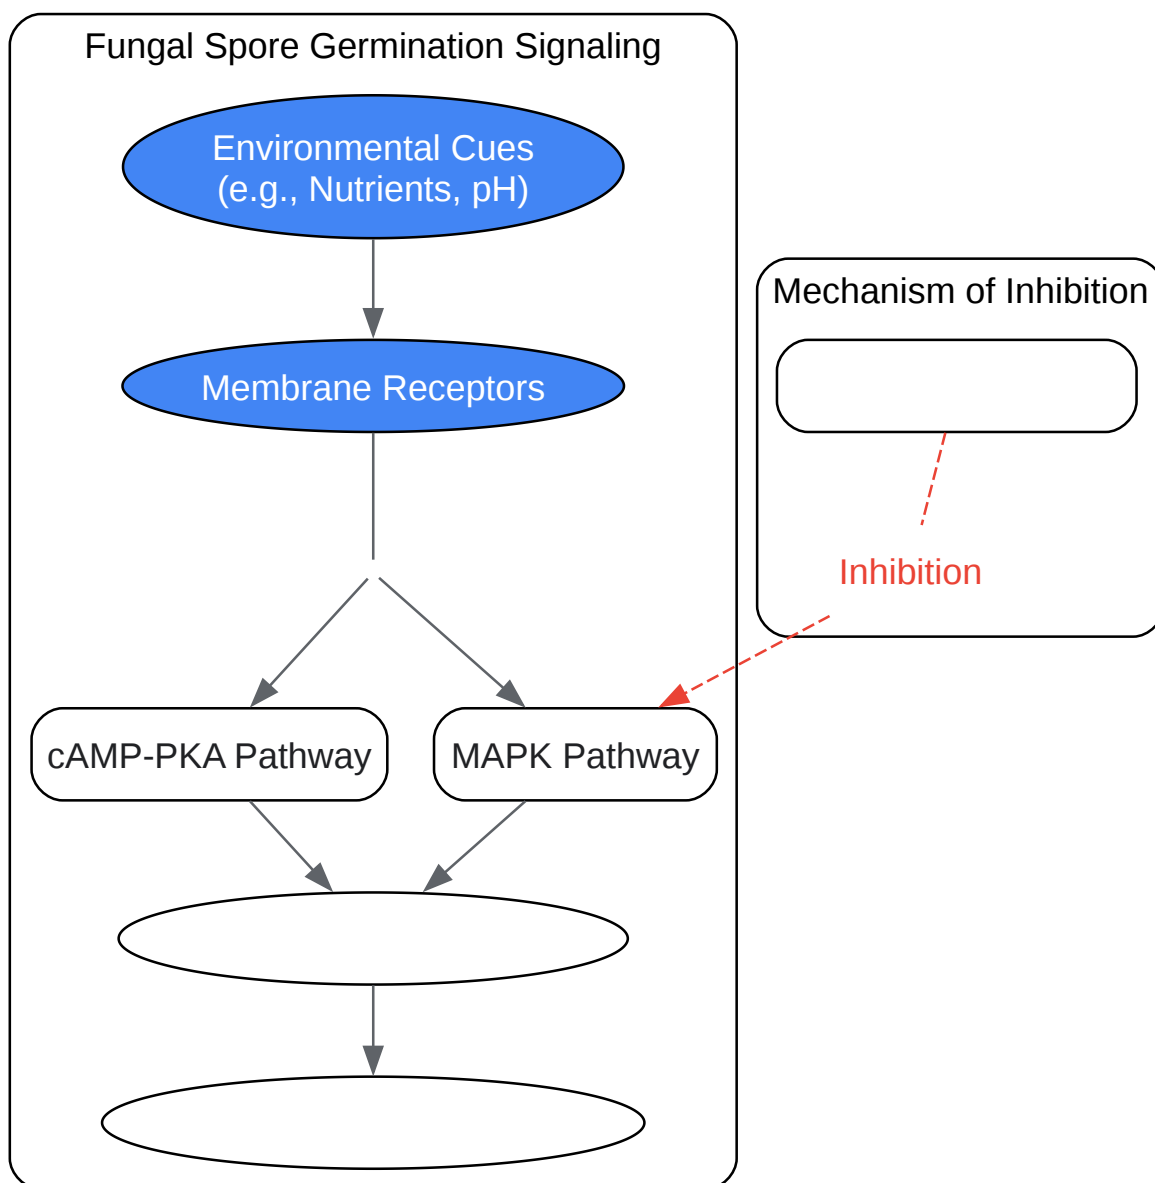 Fungal Spore Germination Signaling
Environmental Cues
(e.g., Nutrients, pH)
Membrane Receptors
Mechanism of Inhibition
Inhibition
cAMP-PKA Pathway
MAPK Pathway